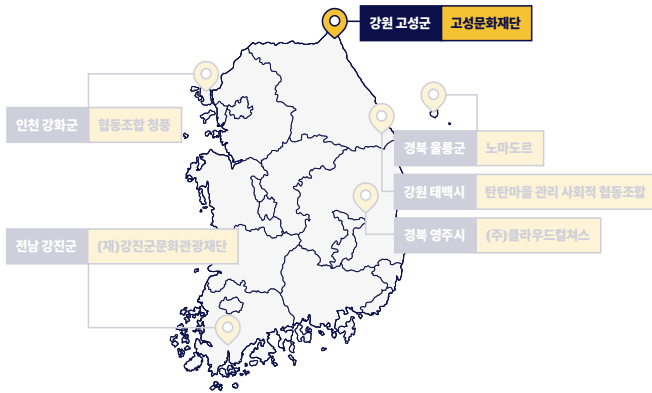 강원 고성군 고성문화재단
인천 강화군 협동조합 청풍
경북 울릉군 노마도르
강원 태백시 탄탄마을 관리 사회적 협동조합
경북 영주시 (주)클라우드컬쳐스
전남 강진군 (재)강진군문화관광재단